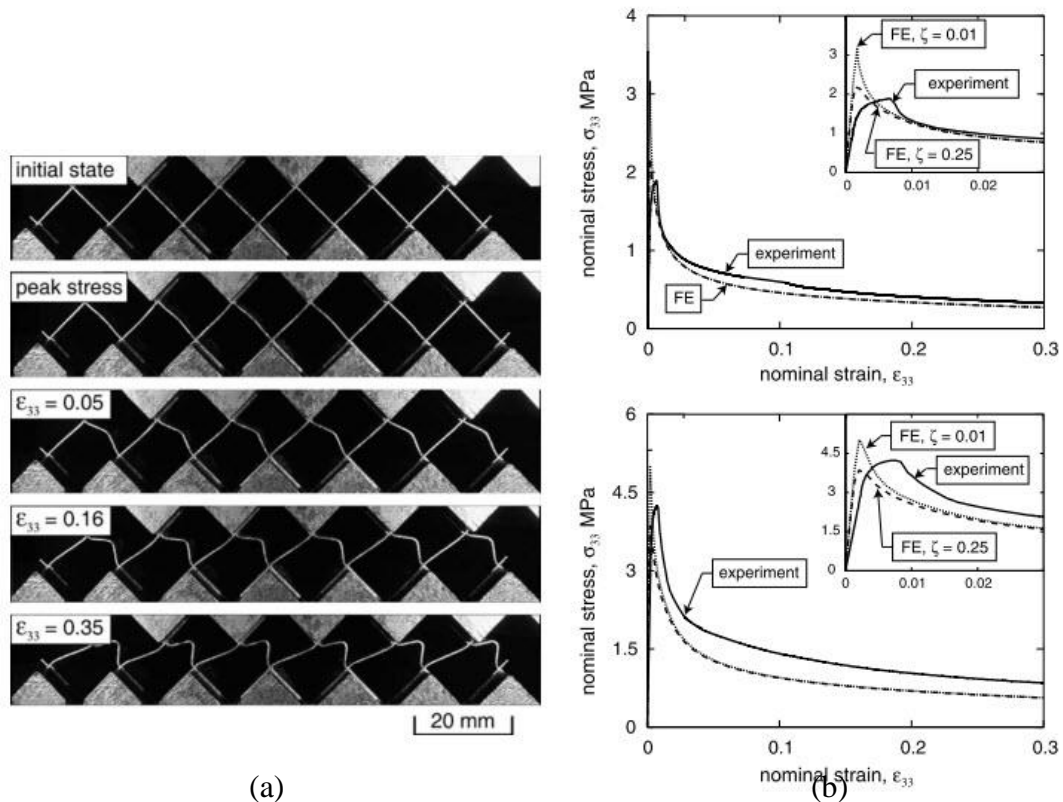 initial state
peak stress
ε33 = 0.05
ε33 = 0.16
ε33 = 0.35
20 mm
(a)
4
3
2
1
0
0
0.1
0.2
0.3
nominal stress, σ33 MPa
nominal strain, ε33
experiment
FE
3
2
1
0
0
0.01
0.02
FE, ζ = 0.01
experiment
FE, ζ = 0.25
6
4.5
3
1.5
0
0
0.1
0.2
0.3
nominal stress, σ33 MPa
nominal strain, ε33
experiment
4.5
3
1.5
0
0
0.01
0.02
FE, ζ = 0.01
experiment
FE, ζ = 0.25
(b)